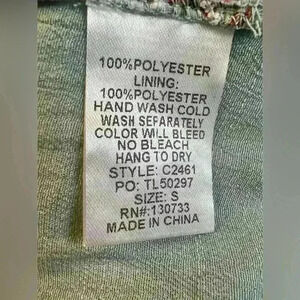 100%POLYESTER
LINING:
100%POLYESTER
HAND WASH COLD
WASH SEPARATELY
COLOR WILL BLEED
NO BLEACH
HANG TO DRY
STYLE: C2461
PO: TL50297
SIZE: S
RN#:130733
MADE IN CHINA